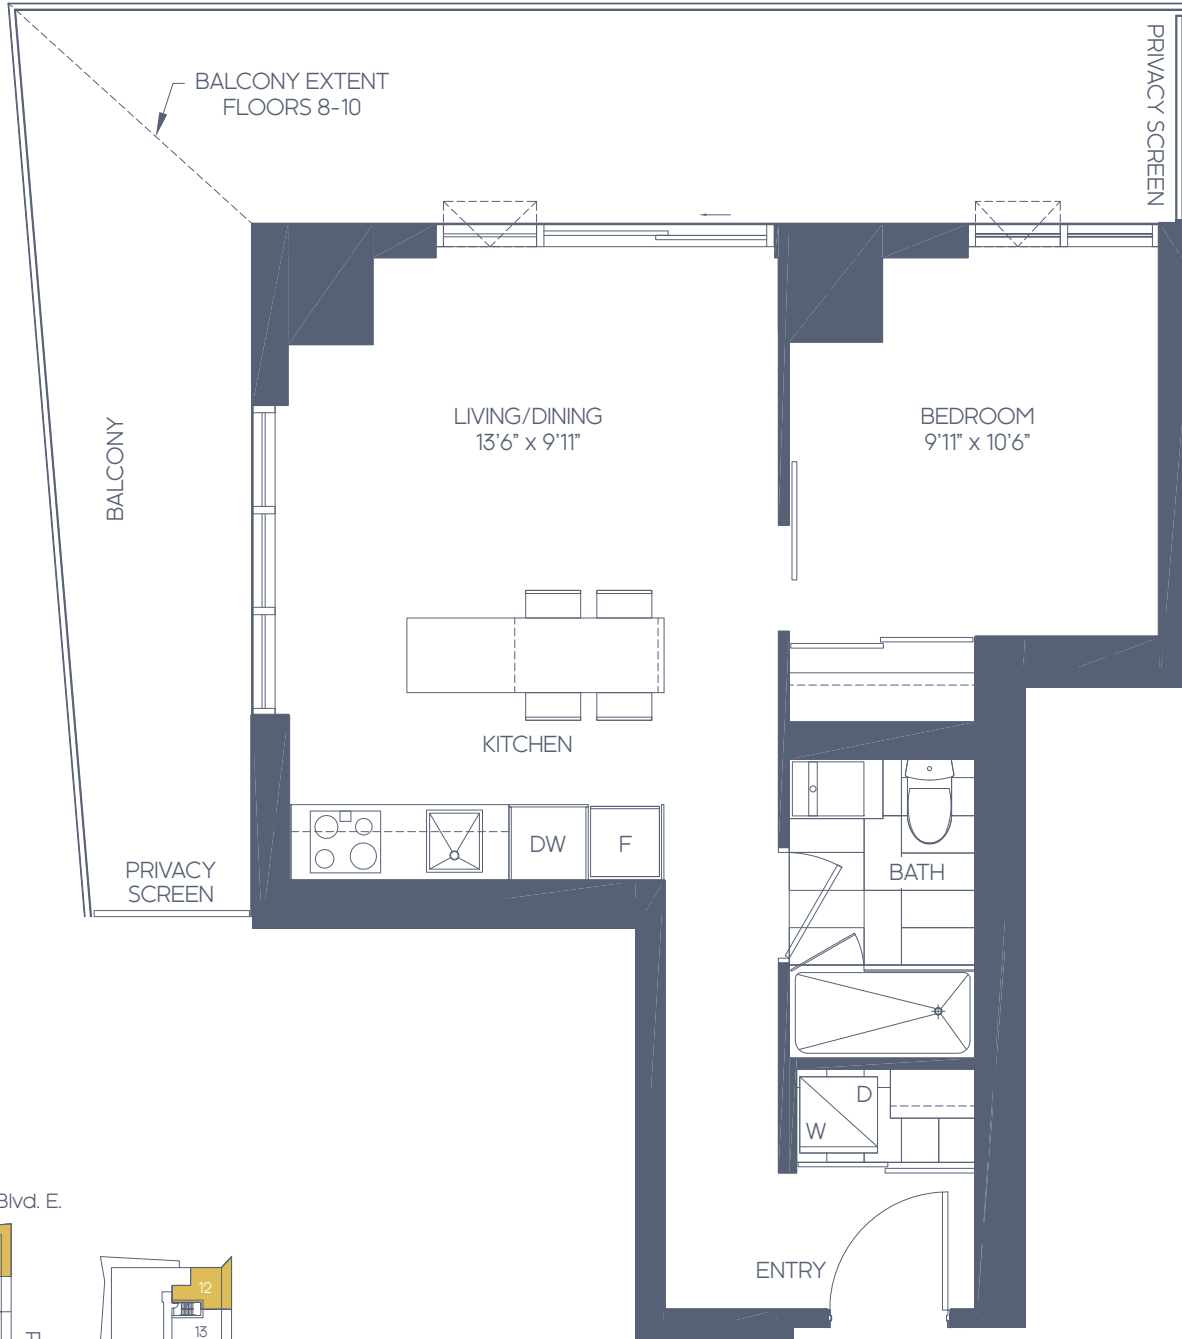 BALCONY EXTENT
FLOORS 8-10
PRIVACY SCREEN
LIVING/DINING
13'6" x 9'11"
BEDROOM
9'11" x 10'6"
BALCONY
KITCHEN
DW
F
BATH
PRIVACY
SCREEN
D
W
Blvd. E.
ENTRY
12
13